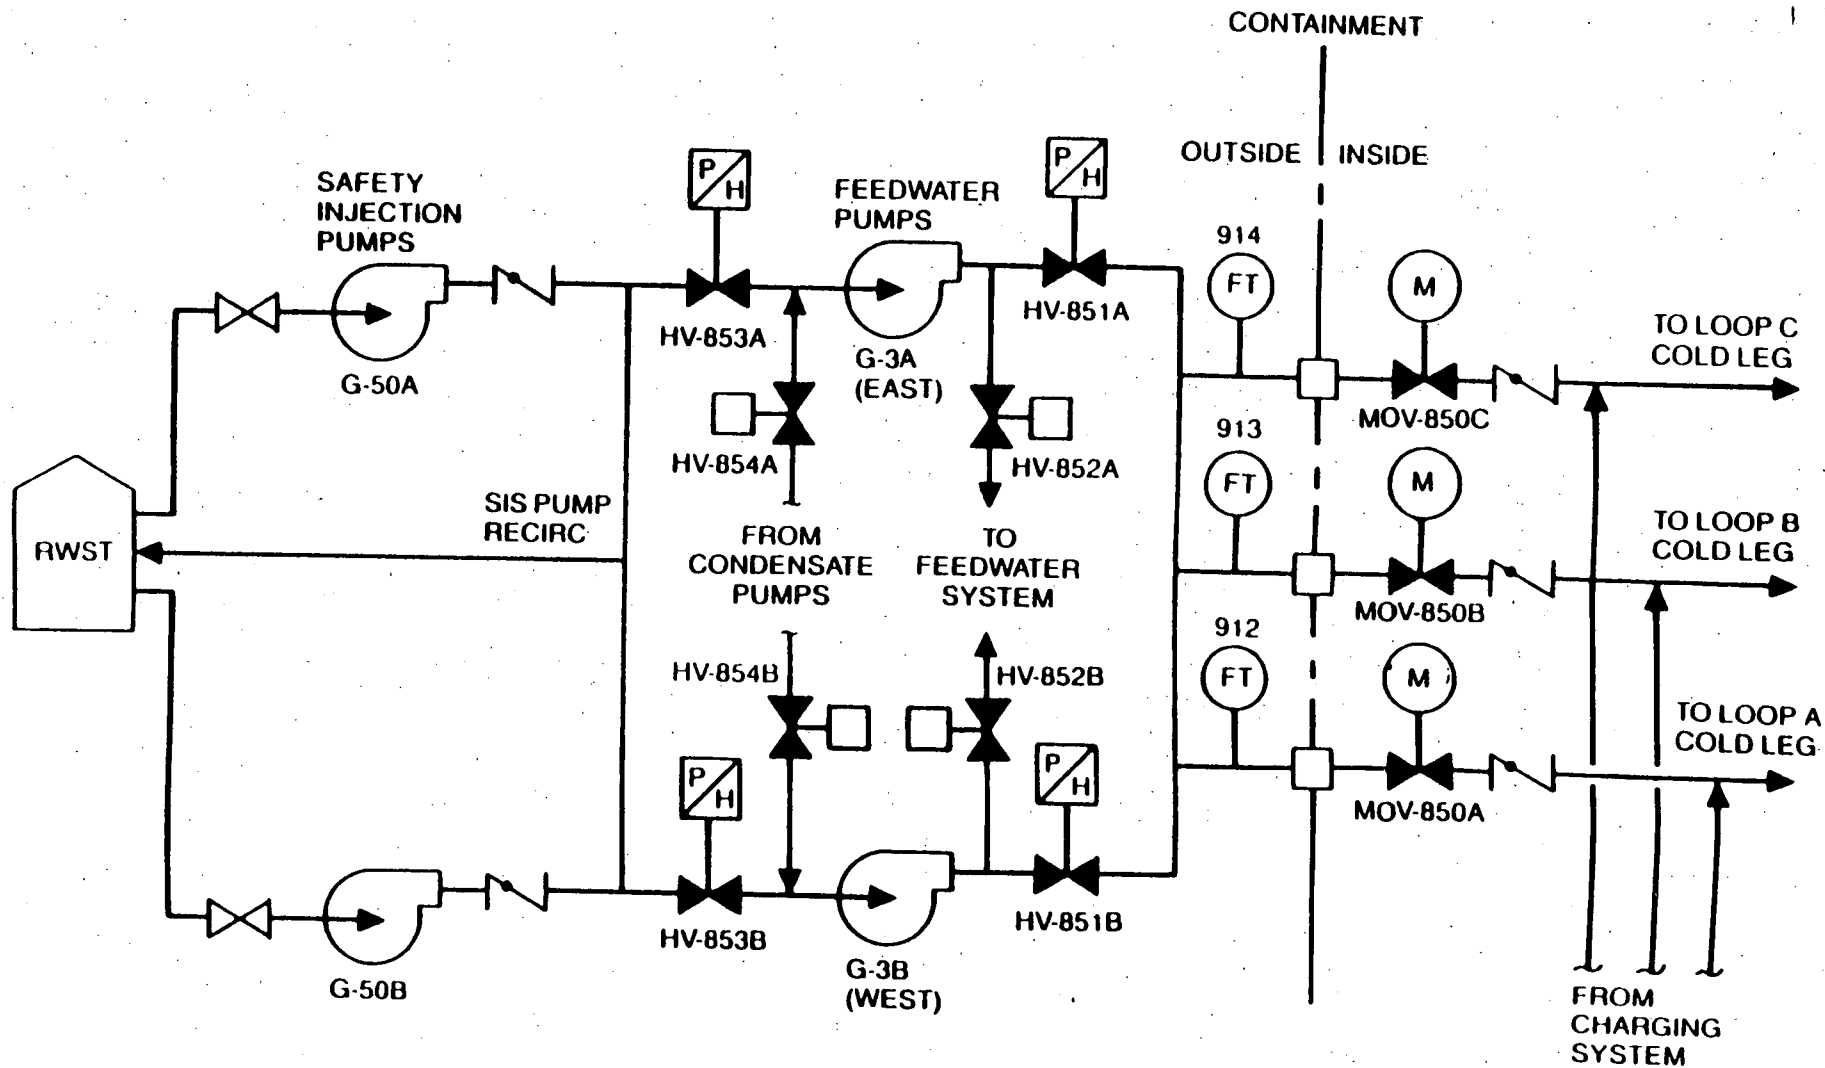 CONTAINMENT
OUTSIDE
INSIDE
SAFETY
INJECTION
PUMPS
P/H
FEEDWATER
PUMPS
P/H
914
FT
M
HV-853A
HV-851A
G-50A
G-3A
(EAST)
TO LOOP C
COLD LEG
MOV-850C
HV-854A
HV-852A
913
FT
M
SIS PUMP
RECIRC
RWST
FROM
CONDENSATE
PUMPS
TO
FEEDWATER
SYSTEM
TO LOOP B
COLD LEG
MOV-850B
912
FT
M
HV-854B
HV-852B
TO LOOP A
COLD LEG
MOV-850A
P/H
P/H
HV-853B
HV-851B
G-50B
G-3B
(WEST)
FROM
CHARGING
SYSTEM